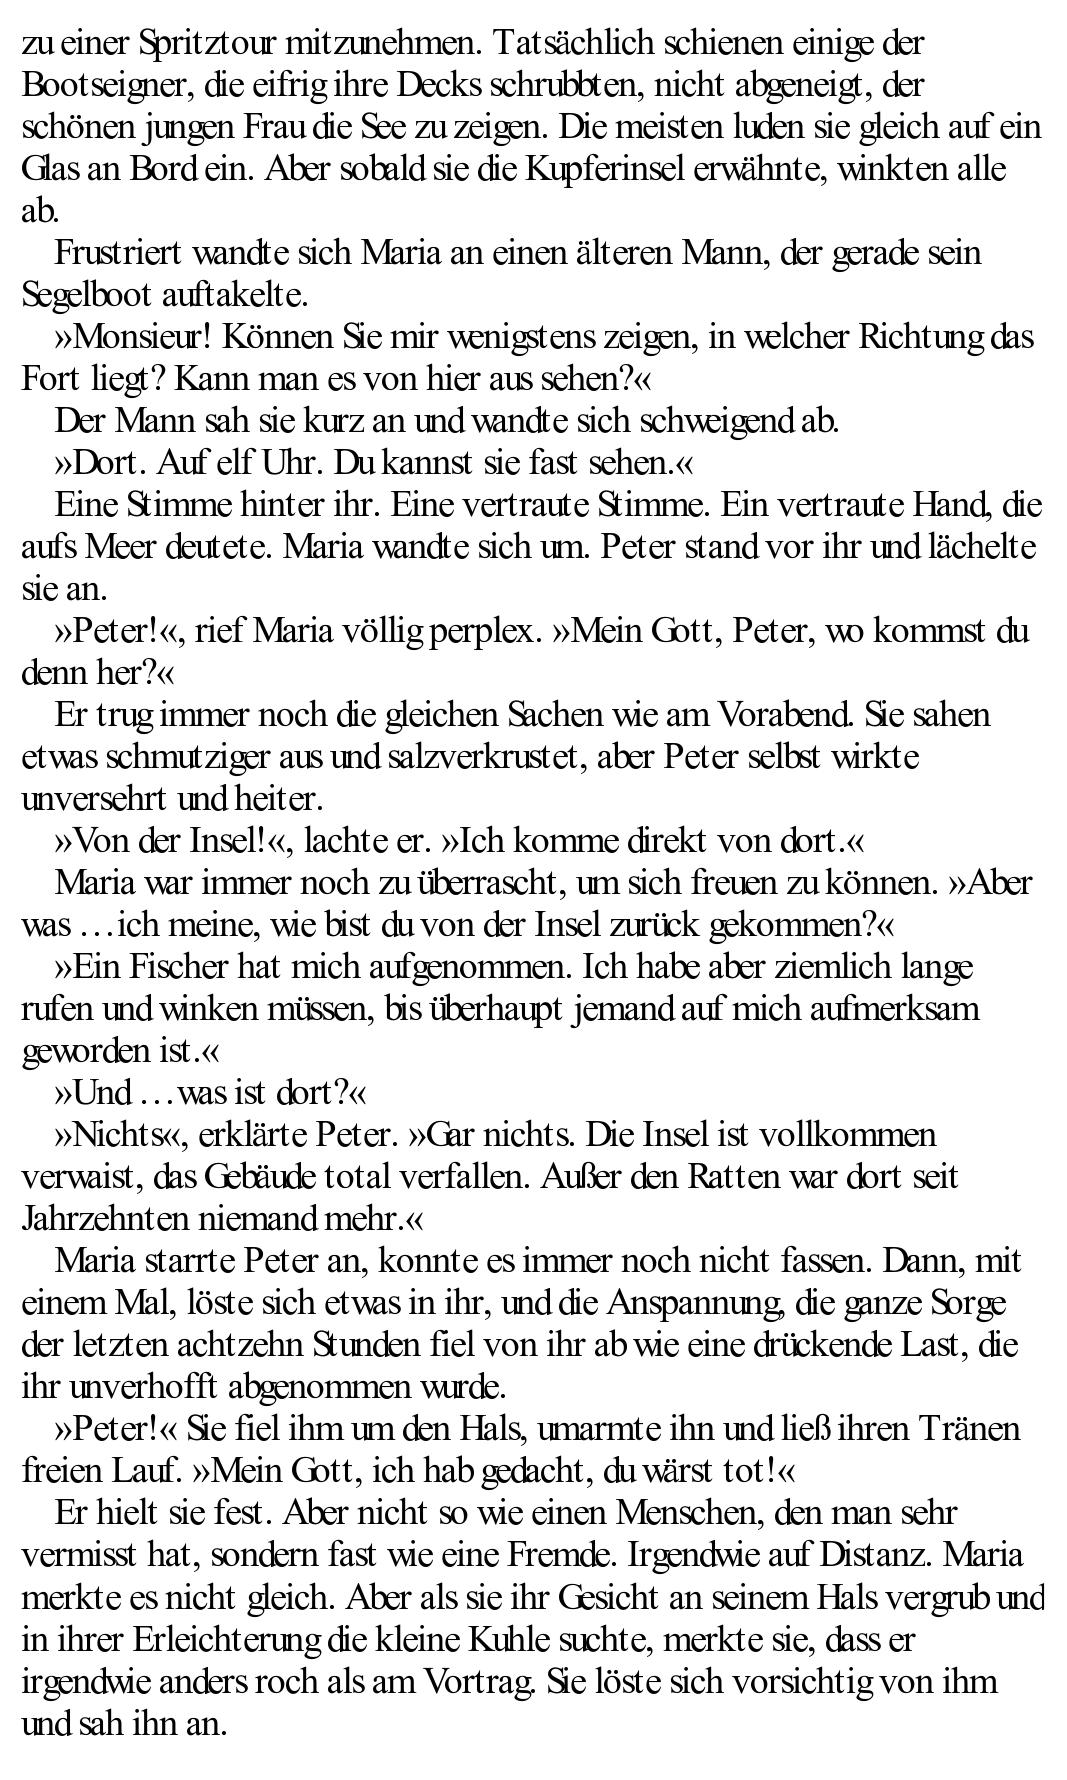 zu einer Spritztour mitzunehmen. Tatsächlich schienen einige der
Bootseigner, die eifrig ihre Decks schrubbten, nicht abgeneigt, der
schönen jungen Frau die See zu zeigen. Die meisten luden sie gleich auf ein
Glas an Bord ein. Aber sobald sie die Kupferinsel erwähnte, winkten alle
ab.
Frustriert wandte sich Maria an einen älteren Mann, der gerade sein
Segelboot auftakelte.
»Monsieur! Können Sie mir wenigstens zeigen, in welcher Richtung das
Fort liegt? Kann man es von hier aus sehen?«
Der Mann sah sie kurz an und wandte sich schweigend ab.
»Dort. Auf elf Uhr. Du kannst sie fast sehen.«
Eine Stimme hinter ihr. Eine vertraute Stimme. Ein vertraute Hand, die
aufs Meer deutete. Maria wandte sich um. Peter stand vor ihr und lächelte
sie an.
»Peter!«, rief Maria völlig perplex. »Mein Gott, Peter, wo kommst du
denn her?«
Er trug immer noch die gleichen Sachen wie am Vorabend. Sie sahen
etwas schmutziger aus und salzverkrustet, aber Peter selbst wirkte
unversehrt und heiter.
»Von der Insel!«, lachte er. »Ich komme direkt von dort.«
Maria war immer noch zu überrascht, um sich freuen zu können. »Aber
was …ich meine, wie bist du von der Insel zurück gekommen?«
»Ein Fischer hat mich aufgenommen. Ich habe aber ziemlich lange
rufen und winken müssen, bis überhaupt jemand auf mich aufmerksam
geworden ist.«
»Und …was ist dort?«
»Nichts«, erklärte Peter. »Gar nichts. Die Insel ist vollkommen
verwaist, das Gebäude total verfallen. Außer den Ratten war dort seit
Jahrzehnten niemand mehr.«
Maria starrte Peter an, konnte es immer noch nicht fassen. Dann, mit
einem Mal, löste sich etwas in ihr, und die Anspannung, die ganze Sorge
der letzten achtzehn Stunden fiel von ihr ab wie eine drückende Last, die
ihr unverhofft abgenommen wurde.
»Peter!« Sie fiel ihm um den Hals, umarmte ihn und ließ ihren Tränen
freien Lauf. »Mein Gott, ich hab gedacht, du wärst tot!«
Er hielt sie fest. Aber nicht so wie einen Menschen, den man sehr
vermisst hat, sondern fast wie eine Fremde. Irgendwie auf Distanz. Maria
merkte es nicht gleich. Aber als sie ihr Gesicht an seinem Hals vergrub und
in ihrer Erleichterung die kleine Kuhle suchte, merkte sie, dass er
irgendwie anders roch als am Vortrag. Sie löste sich vorsichtig von ihm
und sah ihn an.